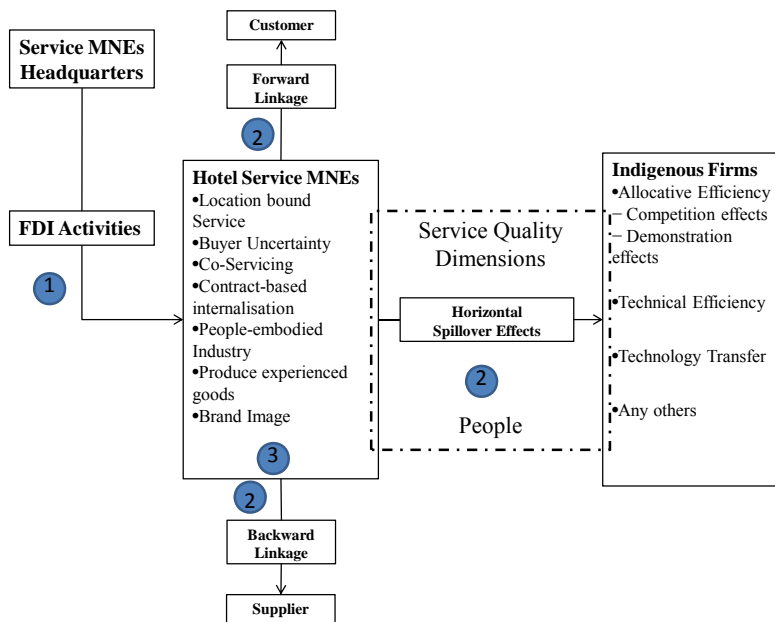 Customer
Service MNEs
Headquarters
Forward
Linkage
2
Hotel Service MNEs
•Location bound
Service
•Buyer Uncertainty
•Co-Servicing
•Contract-based
internalisation
•People-embodied
Industry
•Produce experienced
goods
•Brand Image
3
FDI Activities
1
Service Quality
Dimensions
Horizontal
Spillover Effects
2
People
Indigenous Firms
•Allocative Efficiency
– Competition effects
– Demonstration
effects
•Technical Efficiency
•Technology Transfer
•Any others
2
Backward
Linkage
Supplier